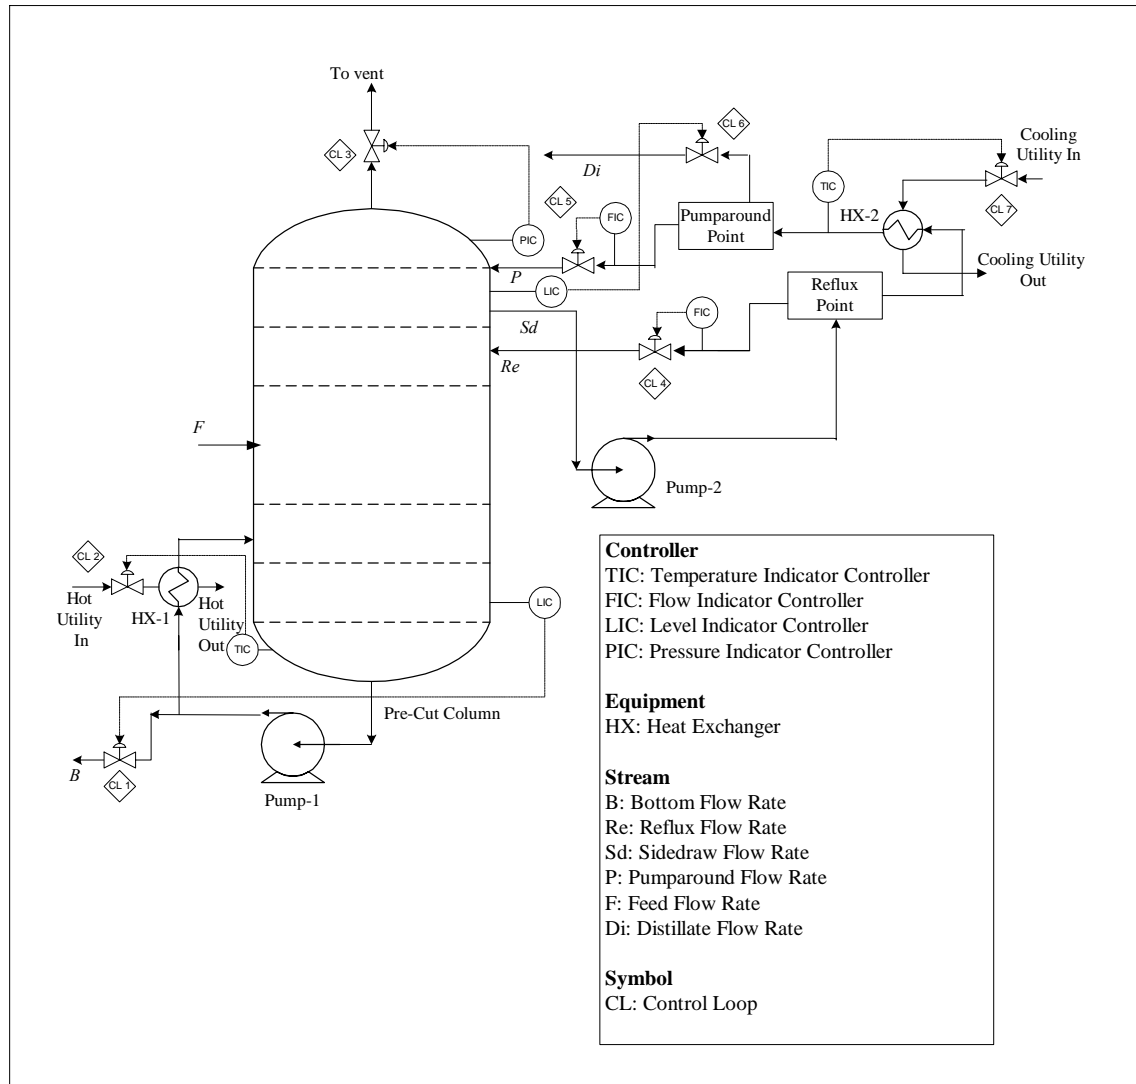 To vent
CL 3
PIC
CL 6
Di
CL 5
FIC
Pumparound
Point
TIC
HX-2
Cooling
Utility In
CL 7
Cooling Utility
Out
P
LIC
Sd
Reflux
Point
FIC
Re
CL 4
F
Pump-2
CL 2
Hot
Utility
In
HX-1
Hot
Utility
Out
TIC
LIC
Pre-Cut Column
B
CL 1
Pump-1
Controller
TIC: Temperature Indicator Controller
FIC: Flow Indicator Controller
LIC: Level Indicator Controller
PIC: Pressure Indicator Controller
Equipment
HX: Heat Exchanger
Stream
B: Bottom Flow Rate
Re: Reflux Flow Rate
Sd: Sidedraw Flow Rate
P: Pumparound Flow Rate
F: Feed Flow Rate
Di: Distillate Flow Rate
Symbol
CL: Control Loop